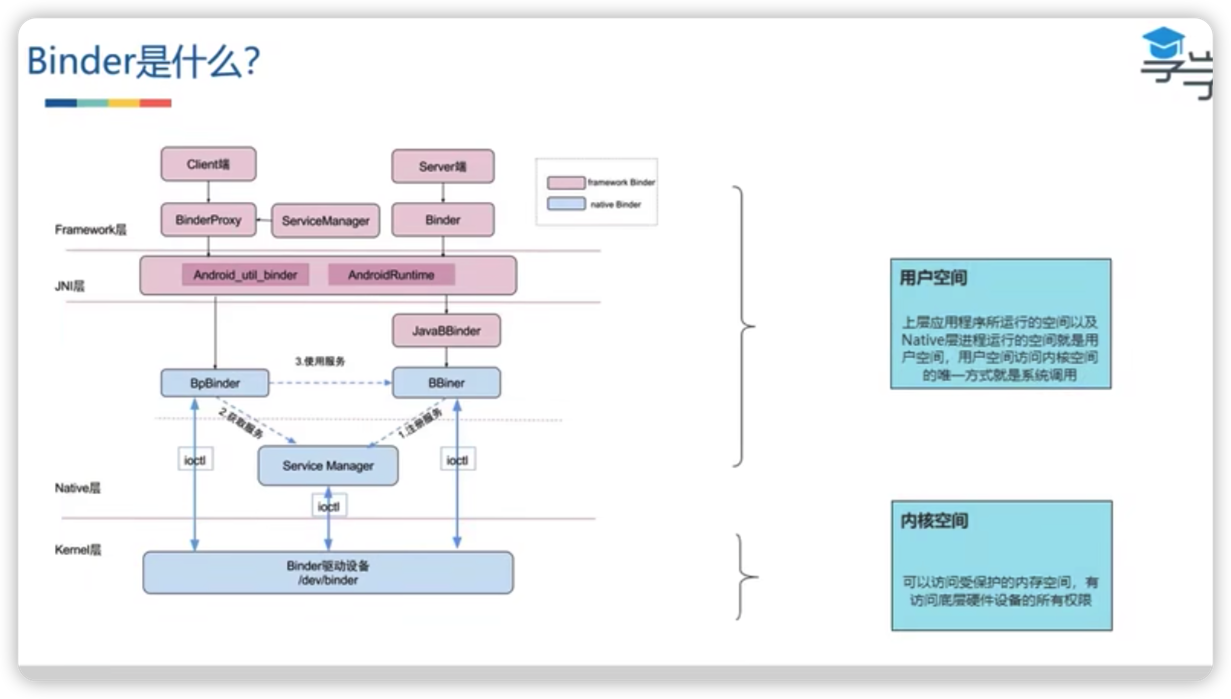 Binder是什么?
Client端
Server端
framework Binder
native Binder
BinderProxy
ServiceManager
Binder
Framework层
Android_util_binder
AndroidRuntime
JNI层
JavaBBinder
3.使用服务
BpBinder
BBiner
2.获取服务
1.注册服务
ioctl
Service Manager
ioctl
Native层
ioctl
Kernel层
Binder驱动设备
/dev/binder
用户空间
上层应用程序所运行的空间以及
Native层进程运行的空间就是用
户空间，用户空间访问内核空间
的唯一方式就是系统调用
内核空间
可以访问受保护的内存空间，有
访问底层硬件设备的所有权限